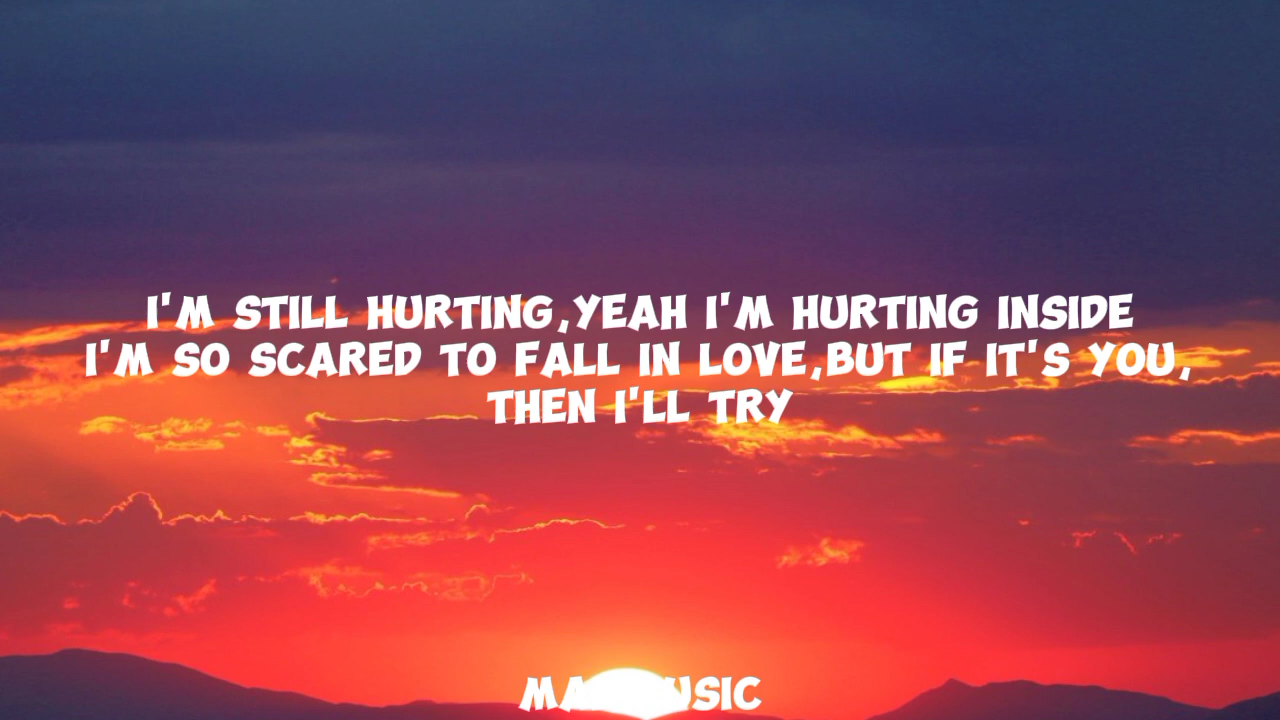 I'M STILL HURTING,YEAH I'M HURTING INSIDE
I'M SO SCARED TO FALL IN LOVE,BUT IF IT'S YOU,
THEN I'LL TRY